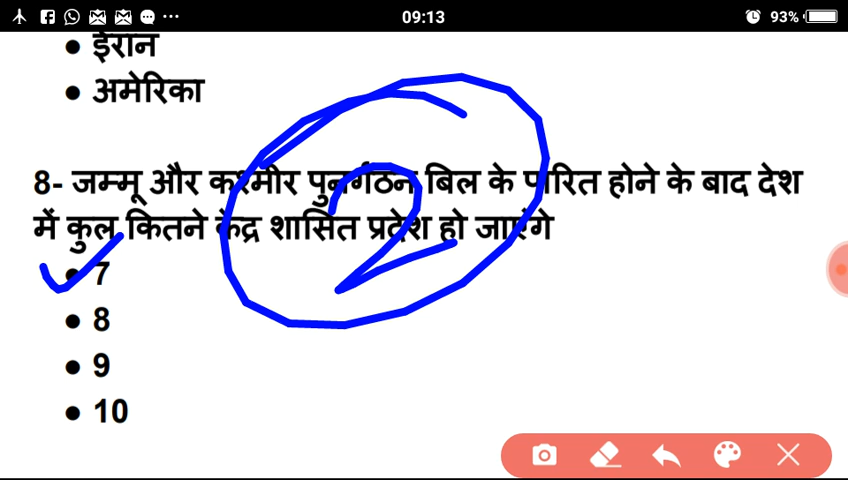 09:13
93%
• ईरान
• अमेरिका
8- जम्मू और कश्मीर पुनर्गठन बिल के पारित होने के बाद देश
में कुल कितने केंद्र शासित प्रदेश हो जाएंगे
• 7
• 8
• 9
• 10
2